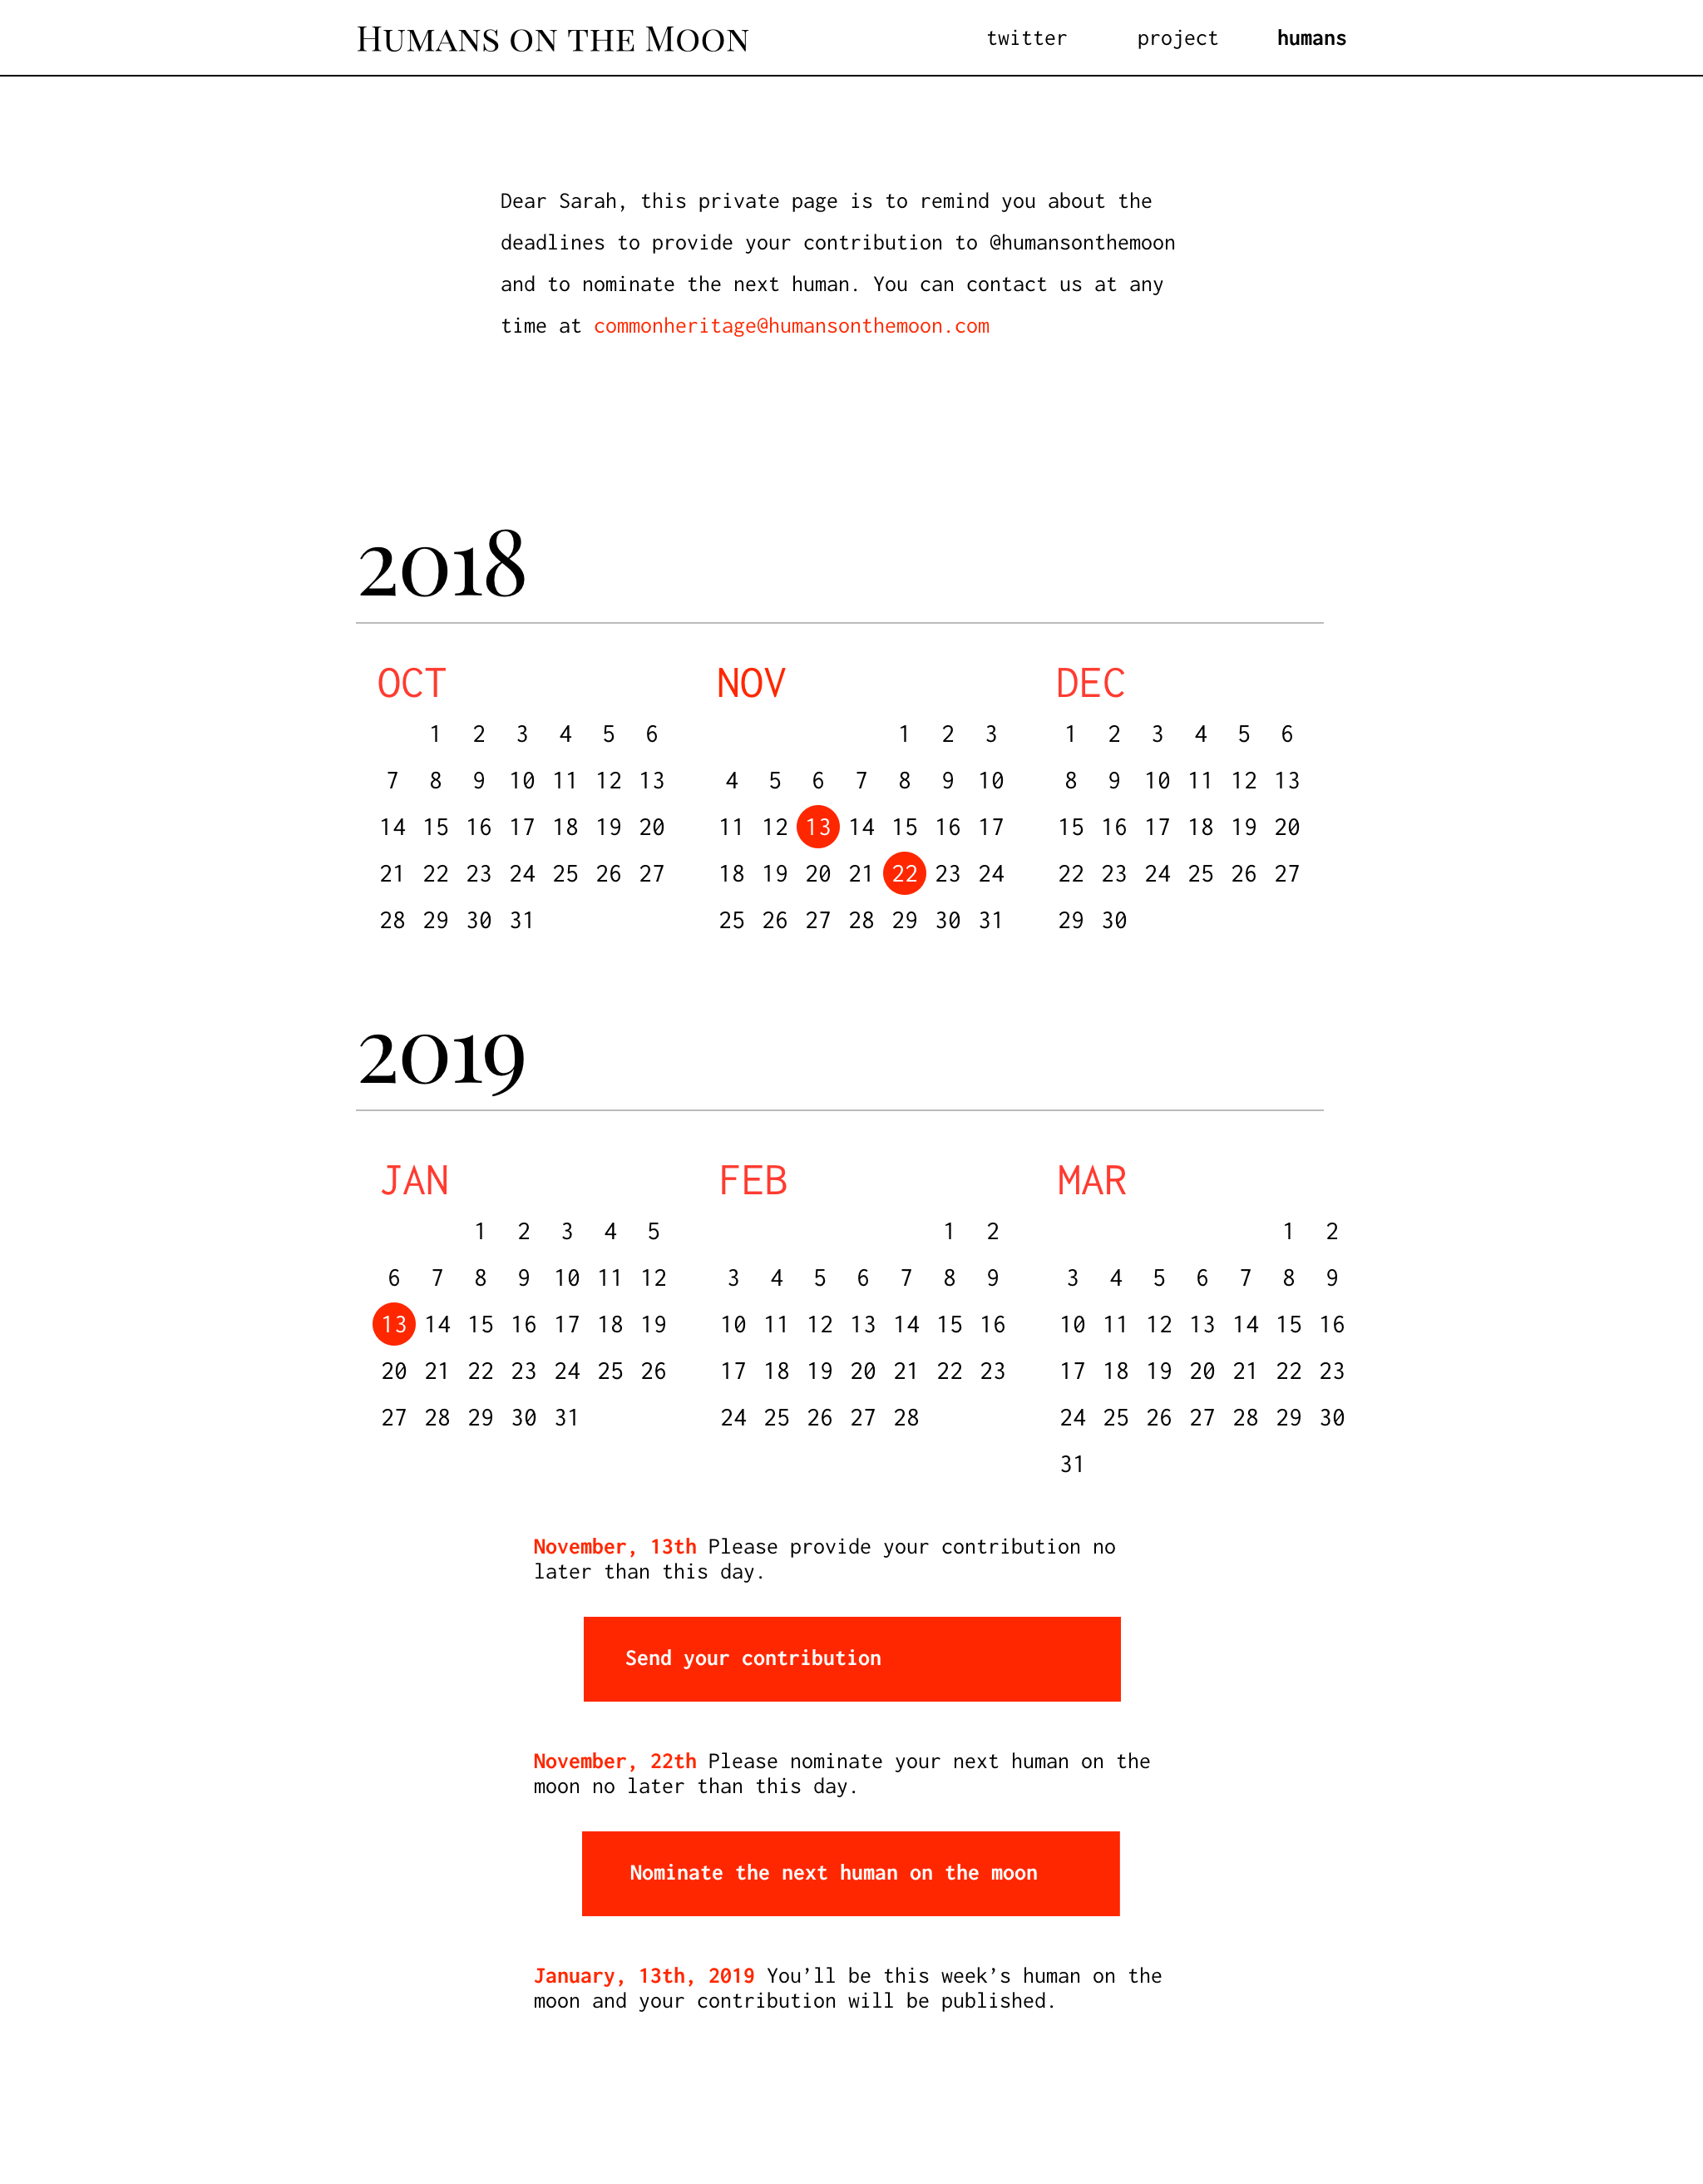 Humans on the Moon
twitter project humans
Dear Sarah, this private page is to remind you about the
deadlines to provide your contribution to @humansonthemoon
and to nominate the next human. You can contact us at any
time at commonheritage@humansonthemoon.com
2018
OCT NOV DEC
1 2 3 4 5 6 1 2 3 1 2 3 4 5 6
7 8 9 10 11 12 13 4 5 6 7 8 9 10 8 9 10 11 12 13
14 15 16 17 18 19 20 11 12 13 14 15 16 17 15 16 17 18 19 20
21 22 23 24 25 26 27 18 19 20 21 22 23 24 22 23 24 25 26 27
28 29 30 31 25 26 27 28 29 30 31 29 30
2019
JAN FEB MAR
1 2 3 4 5 1 2 1 2
6 7 8 9 10 11 12 3 4 5 6 7 8 9 3 4 5 6 7 8 9
13 14 15 16 17 18 19 10 11 12 13 14 15 16 10 11 12 13 14 15 16
20 21 22 23 24 25 26 17 18 19 20 21 22 23 17 18 19 20 21 22 23
27 28 29 30 31 24 25 26 27 28 24 25 26 27 28 29 30
31
November, 13th Please provide your contribution no
later than this day.
Send your contribution
November, 22th Please nominate your next human on the
moon no later than this day.
Nominate the next human on the moon
January, 13th, 2019 You’ll be this week’s human on the
moon and your contribution will be published.